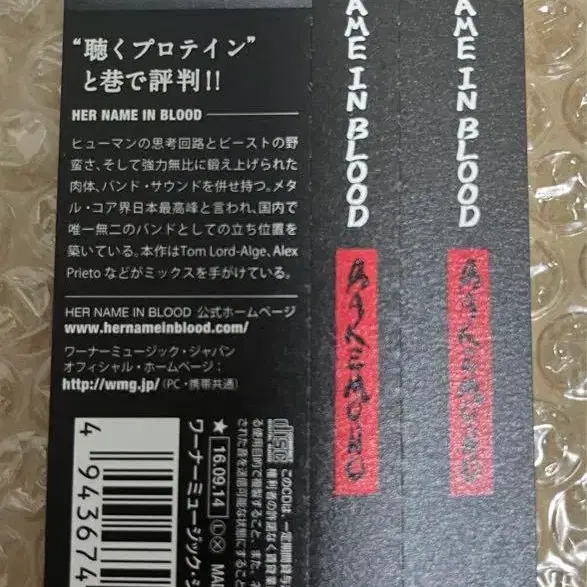 “聴くプロテイン”
と巷で評判!!
HER NAME IN BLOOD
ヒューマンの思考回路とビーストの野
蛮さ、そして強力無比に鍛え上げられた
肉体、バンド・サウンドを併せ持つ。メタ
ル・コア界日本最高峰と言われ、国内で
唯一無二のバンドとしての立ち位置を
築いている。本作はTom Lord-Alge, Alex
Prieto などがミックスを手がけている。
HER NAME IN BLOOD 公式ホームページ
www.hernameinblood.com/
ワーナーミュージック・ジャパン
オフィシャル・ホームページ：
http://wmg.jp/（PC・携帯共通）
4 943674
★ 16.09.14
ワーナーミュージック・
AME IN BLOOD
BAKEMONO
AME IN BLOOD
BAKEMONO